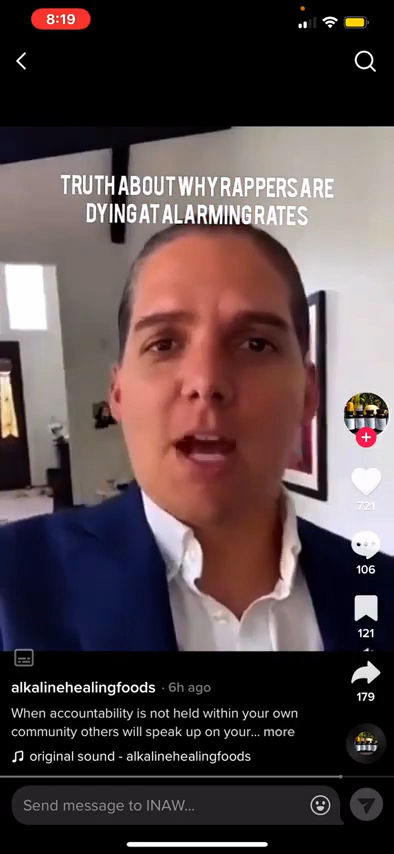 8:19
TRUTH ABOUT WHY RAPPERS ARE
DYING AT ALARMING RATES
721
106
121
179
alkalinehealingfoods · 6h ago
When accountability is not held within your own
community others will speak up on your... more
original sound - alkalinehealingfoods
Send message to INAW...